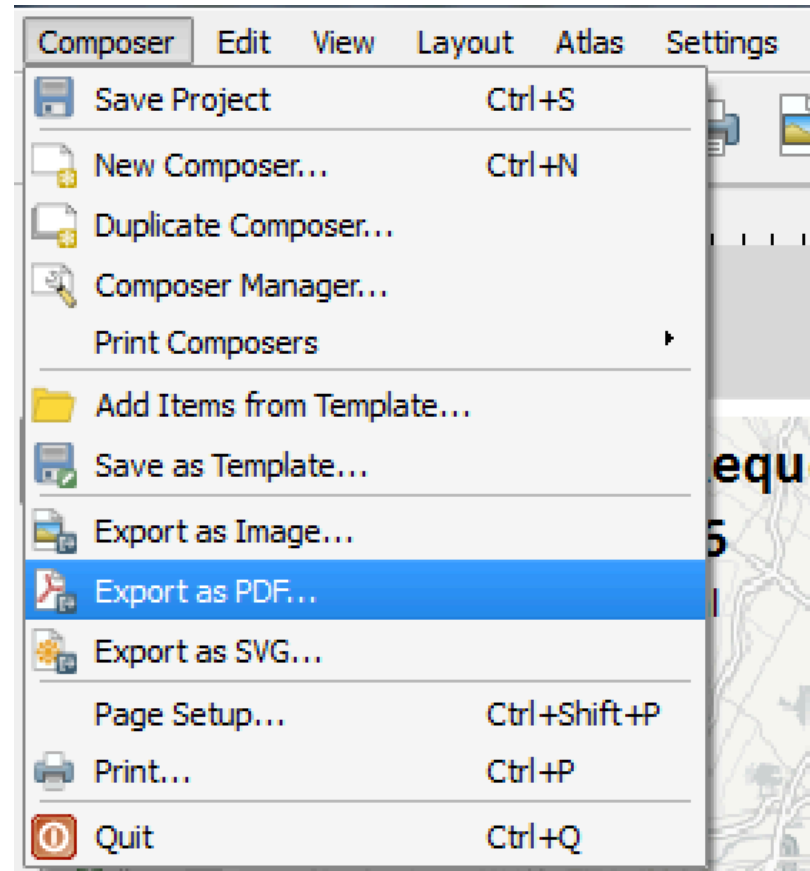 Composer Edit View Layout Atlas Settings
Save Project Ctrl+S
New Composer... Ctrl+N
Duplicate Composer...
Composer Manager...
Print Composers
Add Items from Template...
Save as Template...
equ
Export as Image...
5
Export as PDF...
Export as SVG...
Page Setup... Ctrl+Shift+P
Print... Ctrl+P
Quit Ctrl+Q